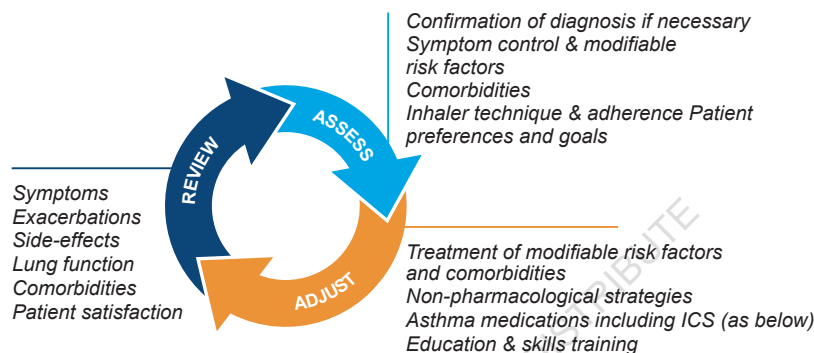 Confirmation of diagnosis if necessary
Symptom control & modifiable
risk factors
Comorbidities
Inhaler technique & adherence Patient
preferences and goals
ASSESS
REVIEW
Symptoms
Exacerbations
Side-effects
Lung function
Comorbidities
Patient satisfaction
ADJUST
Treatment of modifiable risk factors
and comorbidities
Non-pharmacological strategies
Asthma medications including ICS (as below)
Education & skills training